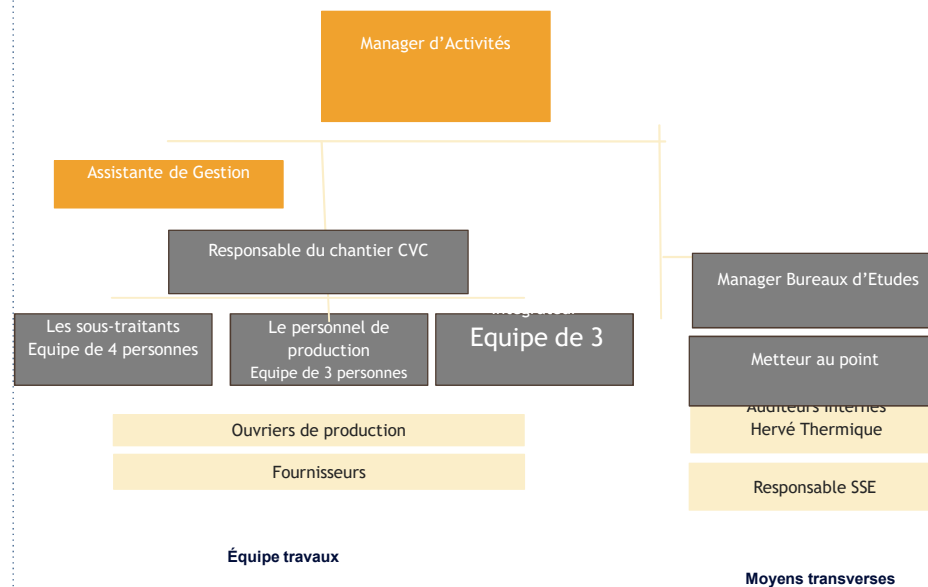 Manager d’Activités
Assistante de Gestion
Responsable du chantier CVC
Manager Bureaux d’Etudes
Les sous-traitants
Equipe de 4 personnes
Le personnel de
production
Equipe de 3 personnes
Equipe de 3
Metteur au point
Auditeurs Internes
Hervé Thermique
Ouvriers de production
Fournisseurs
Responsable SSE
Équipe travaux
Moyens transverses